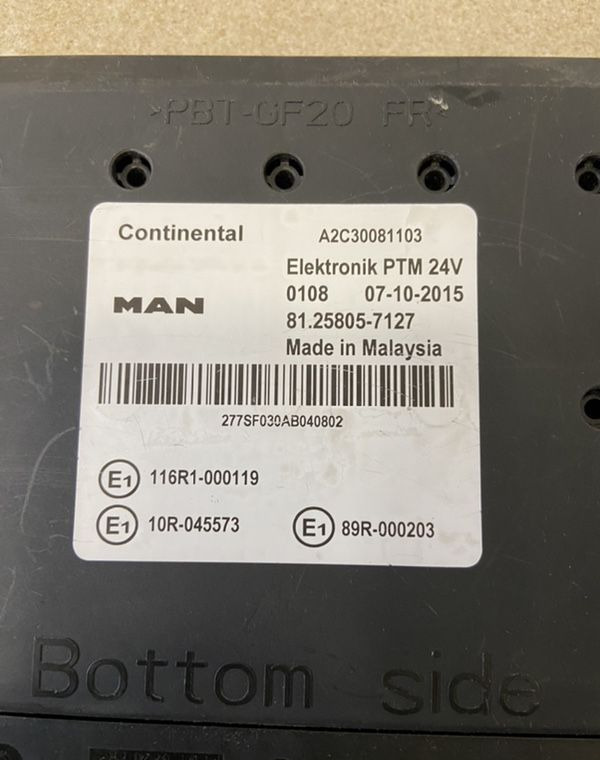 >PBT-GF20 FR<
Continental A2C30081103
Elektronik PTM 24V
0108 07-10-2015
MAN
81.25805-7127
Made in Malaysia
277SF030AB040802
E1 116R1-000119
E1 10R-045573 E1 89R-000203
Bottom side